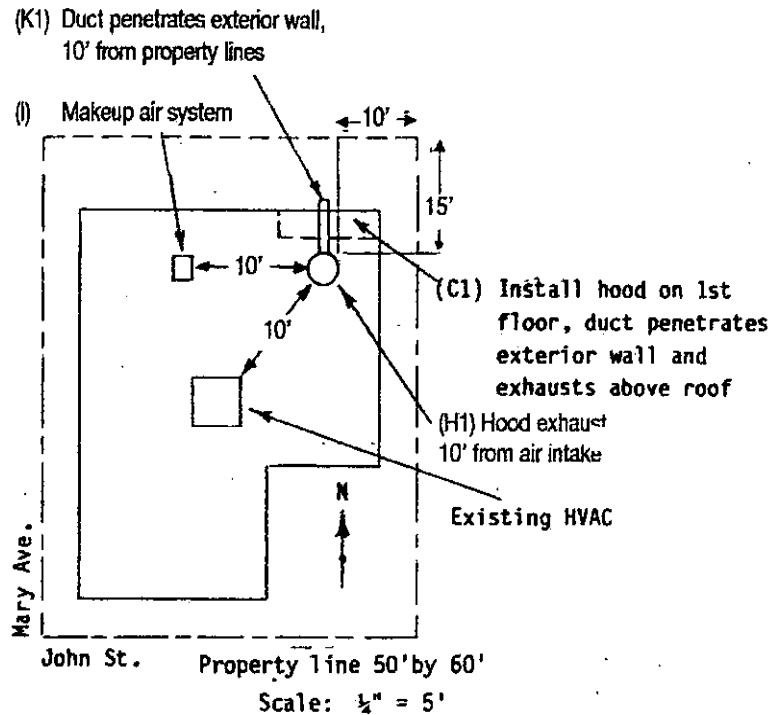 (K1) Duct penetrates exterior wall,
10' from property lines
(I) Makeup air system
10'
15'
10'
10'
(C1) Install hood on 1st
floor, duct penetrates
exterior wall and
exhausts above roof
(H1) Hood exhaust
10' from air intake
N
Existing HVAC
Mary Ave.
John St. Property line 50'by 60'
Scale: ¼" = 5'